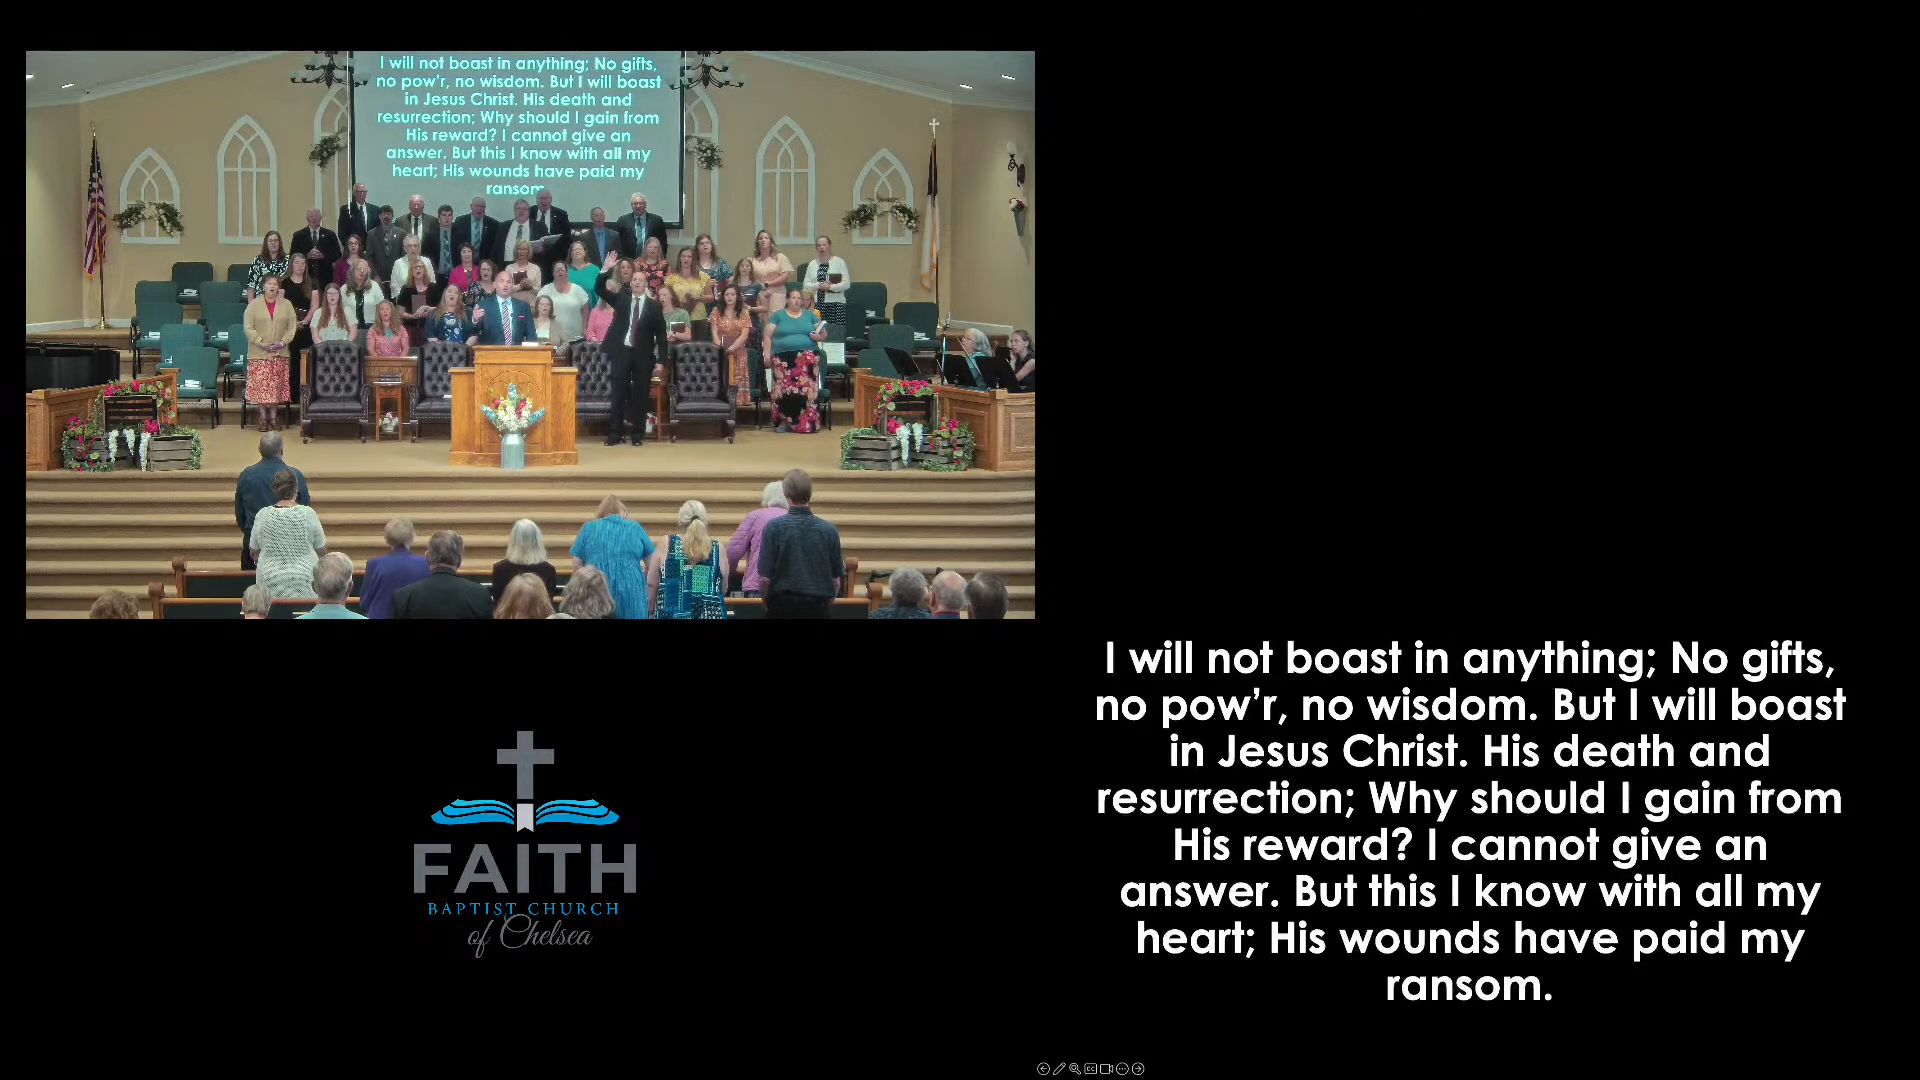 I will not boast in anything; No gifts,
no pow'r, no wisdom. But I will boast
in Jesus Christ. His death and
resurrection; Why should I gain from
His reward? I cannot give an
answer. But this I know with all my
heart; His wounds have paid my
ransom
I will not boast in anything; No gifts,
no pow’r, no wisdom. But I will boast
in Jesus Christ. His death and
resurrection; Why should I gain from
His reward? I cannot give an
answer. But this I know with all my
heart; His wounds have paid my
ransom.
FAITH
BAPTIST CHURCH
of Chelsea